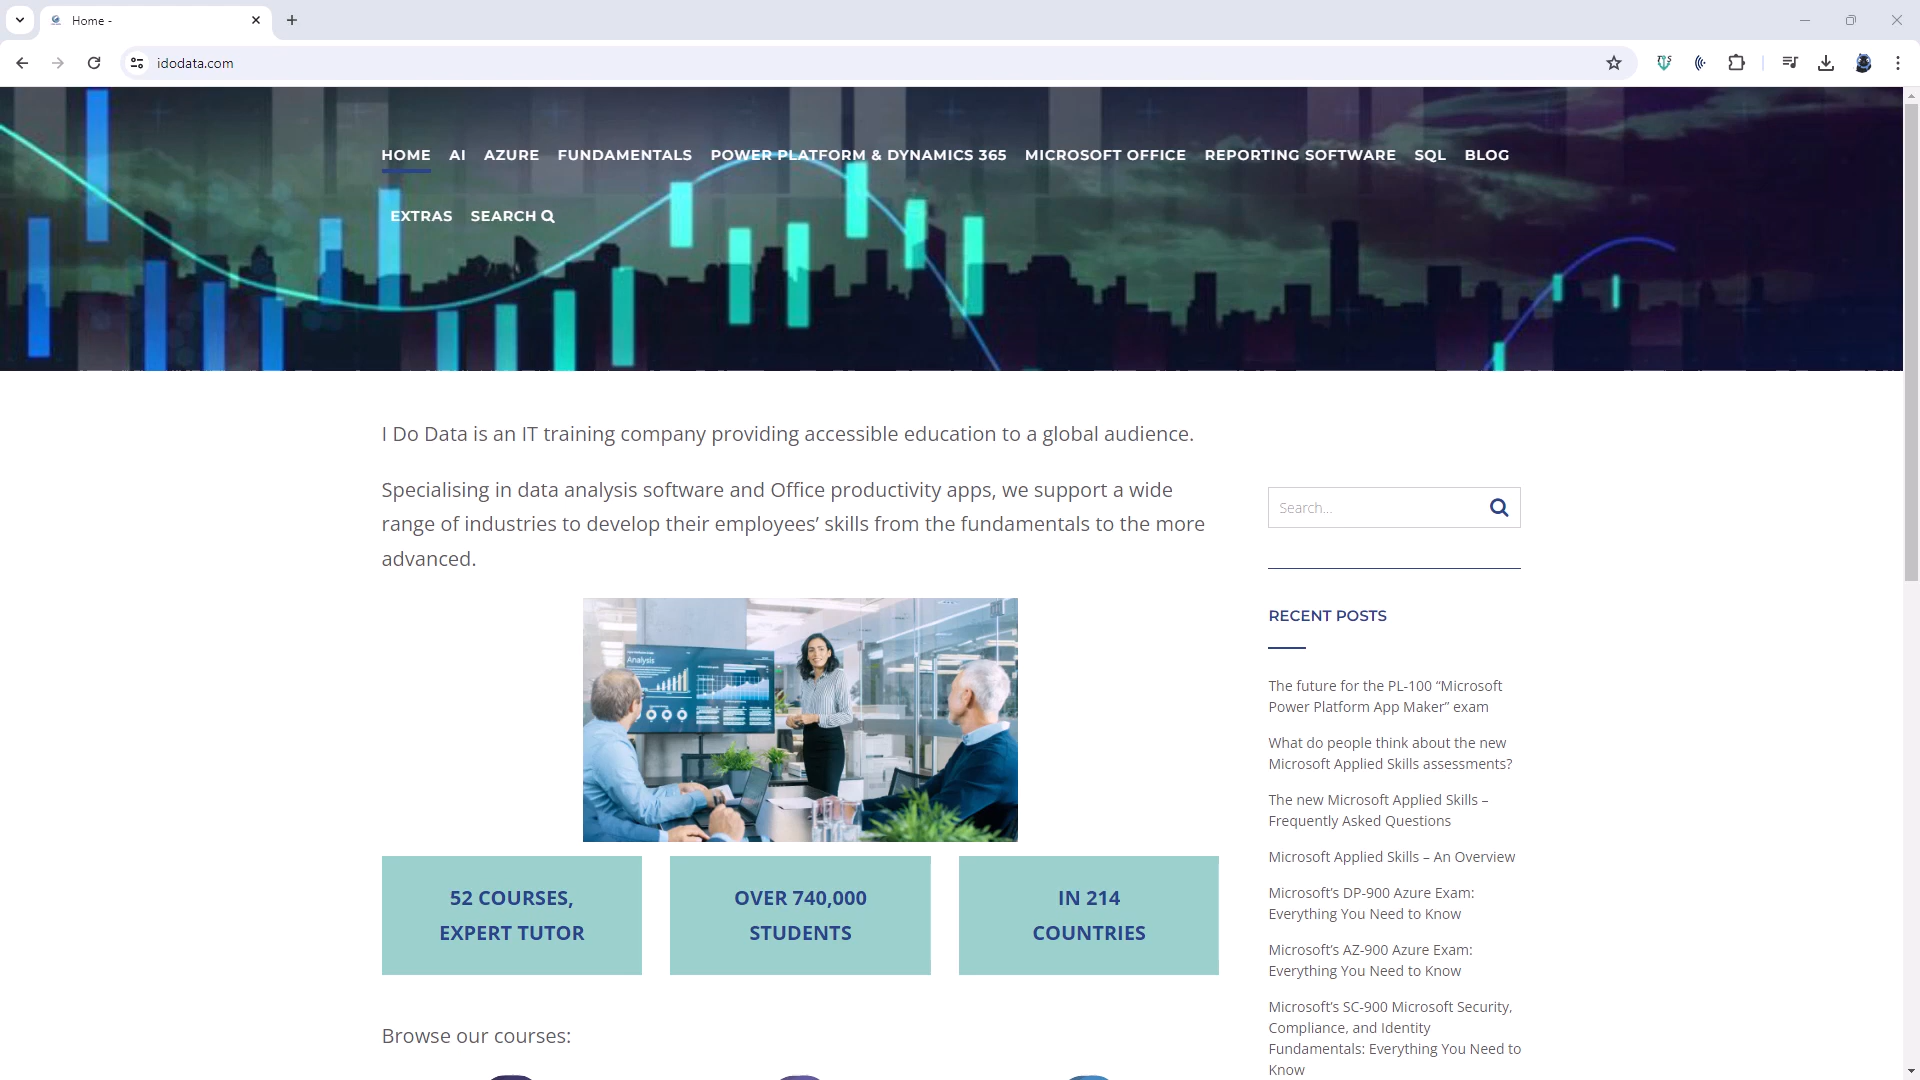 Home -
idodata.com
HOME AI AZURE FUNDAMENTALS POWER PLATFORM & DYNAMICS 365 MICROSOFT OFFICE REPORTING SOFTWARE SQL BLOG
EXTRAS SEARCH
I Do Data is an IT training company providing accessible education to a global audience.
Specialising in data analysis software and Office productivity apps, we support a wide
range of industries to develop their employees’ skills from the fundamentals to the more
advanced.
Analysis
52 COURSES,
EXPERT TUTOR
OVER 740,000
STUDENTS
IN 214
COUNTRIES
Browse our courses:
Search...
RECENT POSTS
The future for the PL-100 “Microsoft
Power Platform App Maker” exam
What do people think about the new
Microsoft Applied Skills assessments?
The new Microsoft Applied Skills –
Frequently Asked Questions
Microsoft Applied Skills – An Overview
Microsoft’s DP-900 Azure Exam:
Everything You Need to Know
Microsoft’s AZ-900 Azure Exam:
Everything You Need to Know
Microsoft’s SC-900 Microsoft Security,
Compliance, and Identity
Fundamentals: Everything You Need to
Know